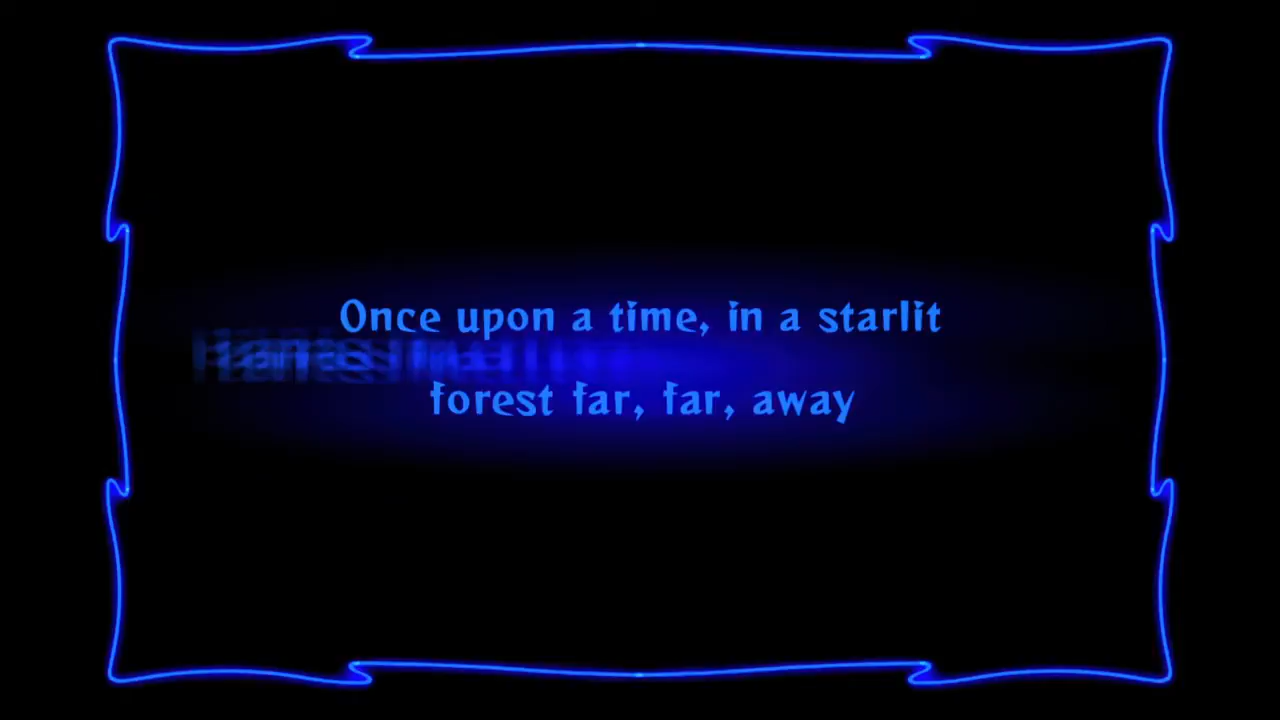 Once upon a time, in a starlit
forest far, far, away